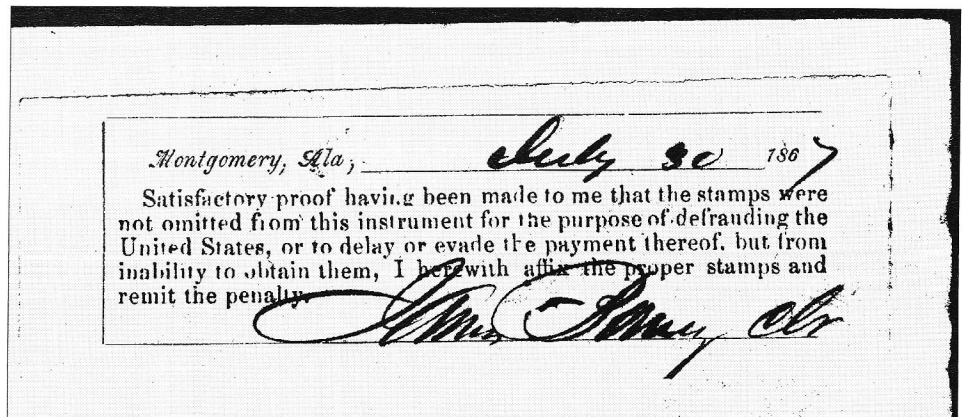 Montgomery, Ala, July 30 1867
Satisfactory proof having been made to me that the stamps were
not omitted from this instrument for the purpose of defrauding the
United States, or to delay or evade the payment thereof, but from
inability to obtain them, I herewith affix the proper stamps and
remit the penalty.